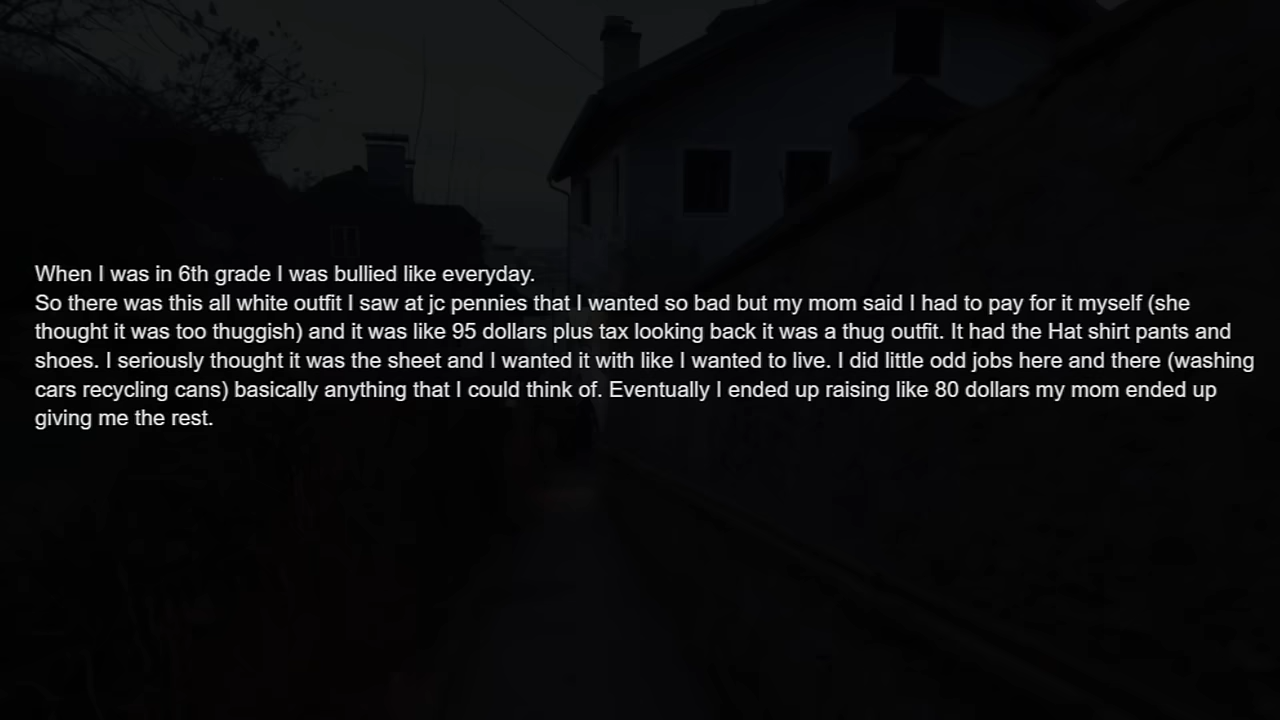 When I was in 6th grade I was bullied like everyday.
So there was this all white outfit I saw at jc pennies that I wanted so bad but my mom said I had to pay for it myself (she
thought it was too thuggish) and it was like 95 dollars plus tax looking back it was a thug outfit. It had the Hat shirt pants and
shoes. I seriously thought it was the sheet and I wanted it with like I wanted to live. I did little odd jobs here and there (washing
cars recycling cans) basically anything that I could think of. Eventually I ended up raising like 80 dollars my mom ended up
giving me the rest.